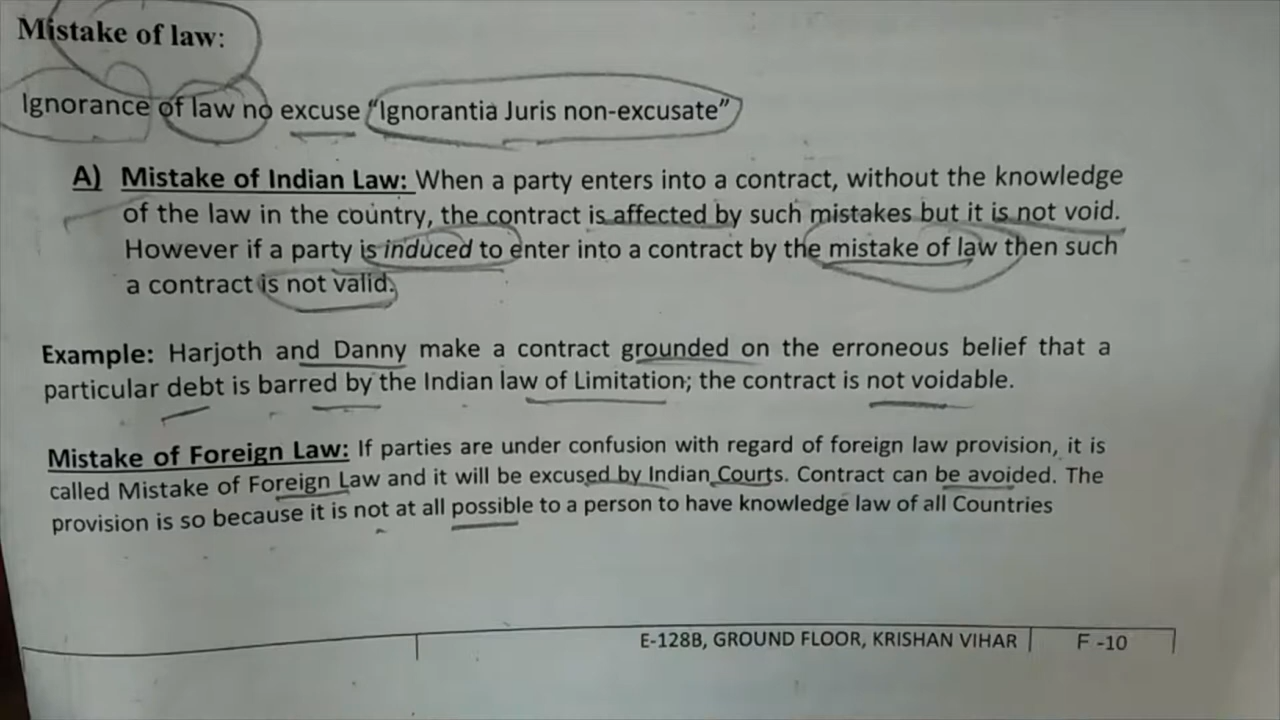 Mistake of law:
Ignorance of law no excuse "Ignorantia Juris non-excusate"
A) Mistake of Indian Law: When a party enters into a contract, without the knowledge
of the law in the country, the contract is affected by such mistakes but it is not void.
However if a party is induced to enter into a contract by the mistake of law then such
a contract is not valid.
Example: Harjoth and Danny make a contract grounded on the erroneous belief that a
particular debt is barred by the Indian law of Limitation; the contract is not voidable.
Mistake of Foreign Law: If parties are under confusion with regard of foreign law provision, it is
called Mistake of Foreign Law and it will be excused by Indian Courts. Contract can be avoided. The
provision is so because it is not at all possible to a person to have knowledge law of all Countries
E-128B, GROUND FLOOR, KRISHAN VIHAR F -10